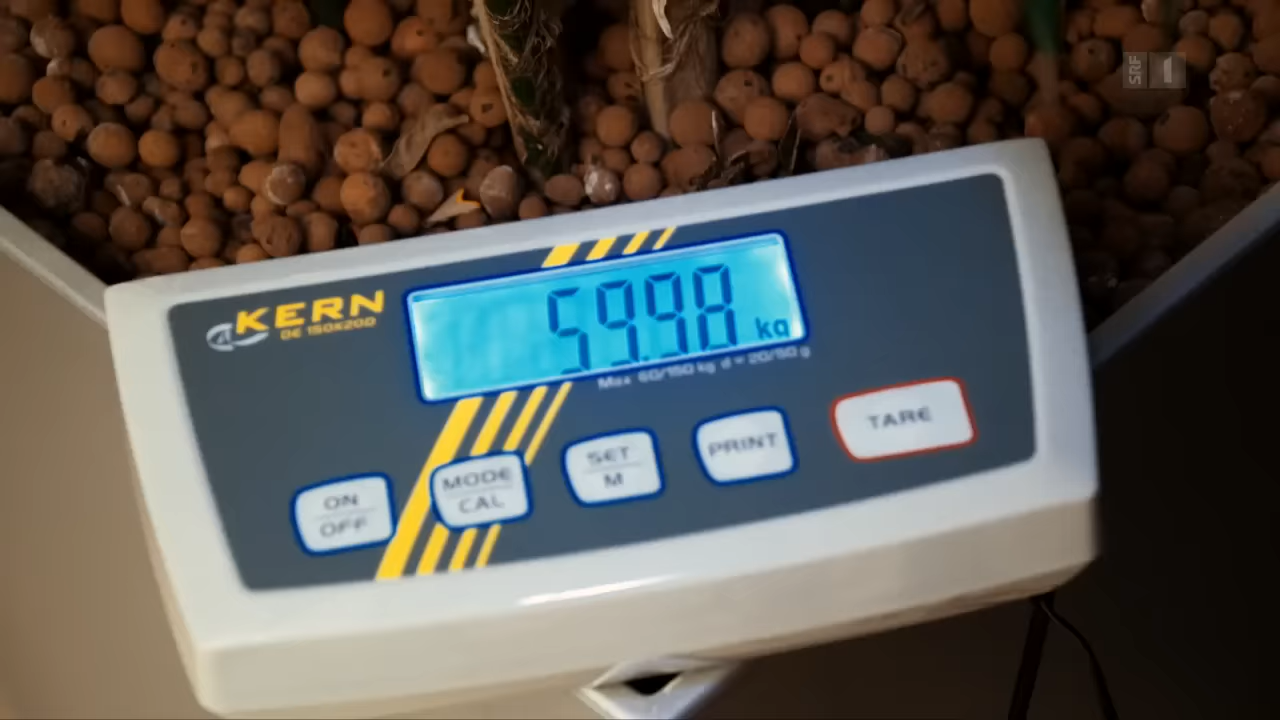 SRF 1
KERN
DE 150K20D
59.98 kg
Max 60/150 kg d = 20/50 g
ON
OFF
MODE
CAL
SET
M
PRINT
TARE